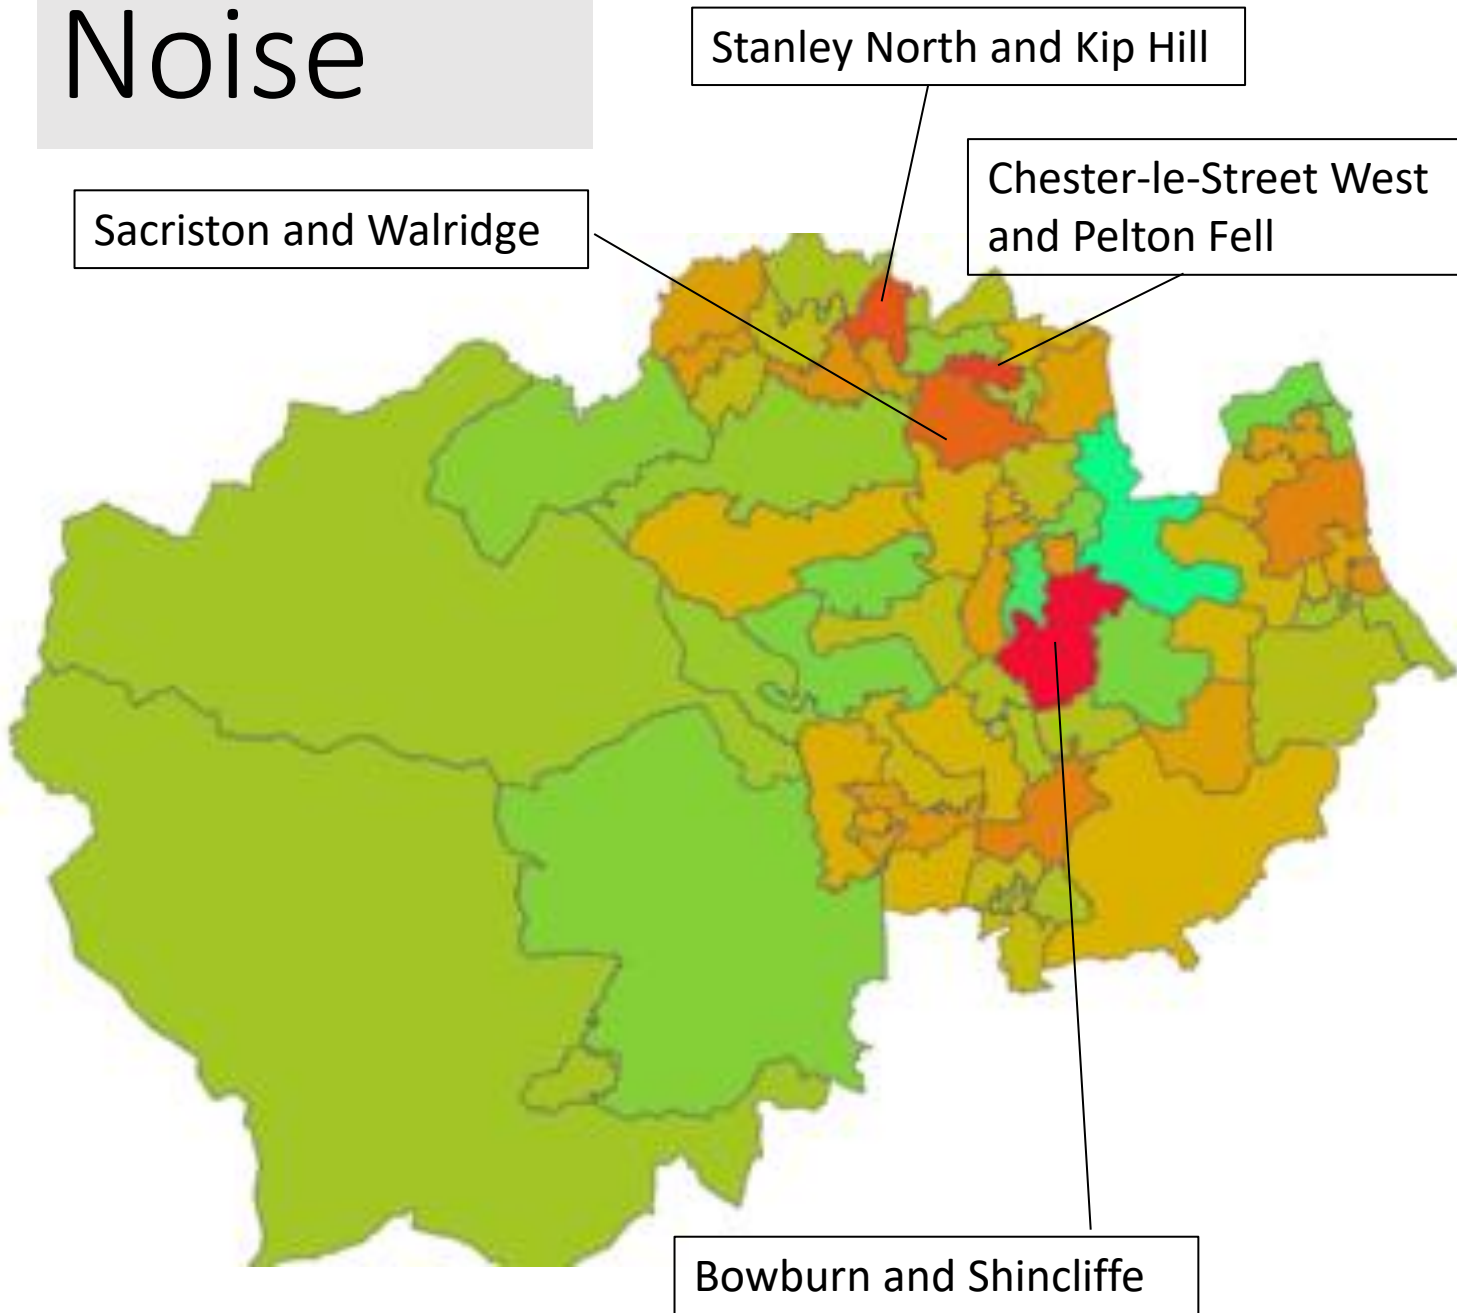 Noise
Stanley North and Kip Hill
Chester-le-Street West
and Pelton Fell
Sacriston and Walridge
Bowburn and Shincliffe